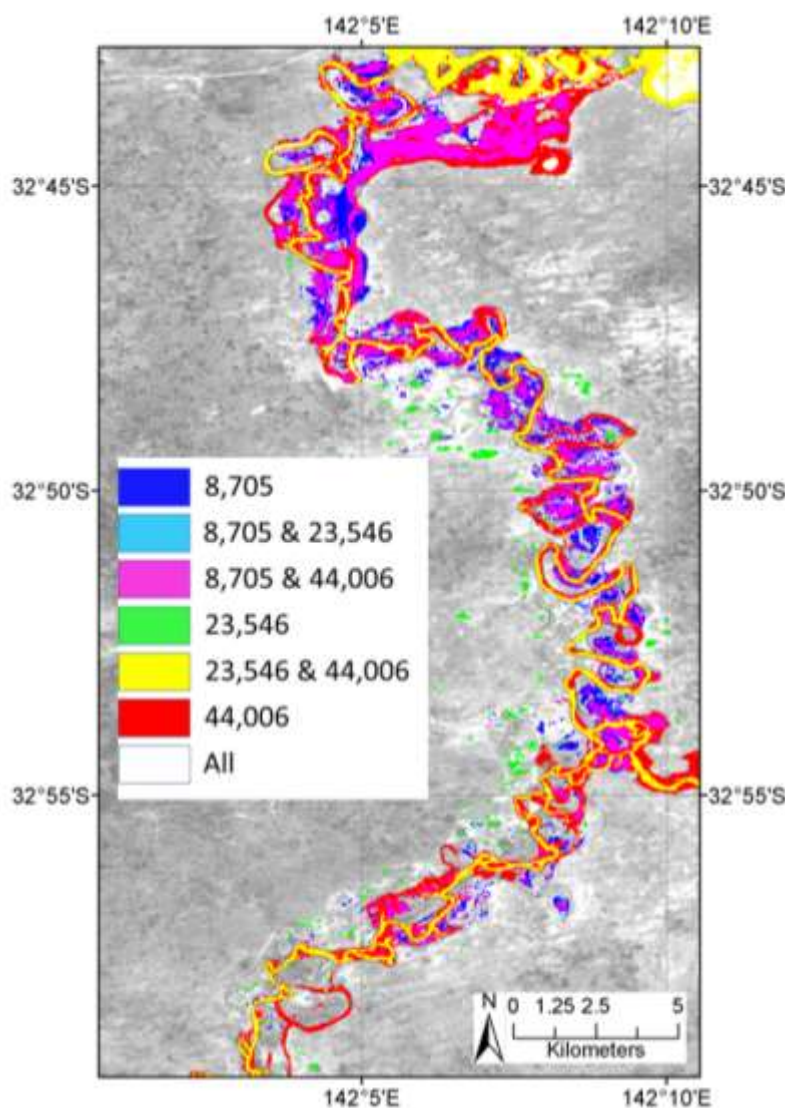 142°5'E 142°10'E
32°45'S 32°45'S
8,705
8,705 & 23,546
8,705 & 44,006
23,546
23,546 & 44,006
44,006
All
32°50'S 32°50'S
32°55'S 32°55'S
N 0 1.25 2.5 5
Kilometers
142°5'E 142°10'E